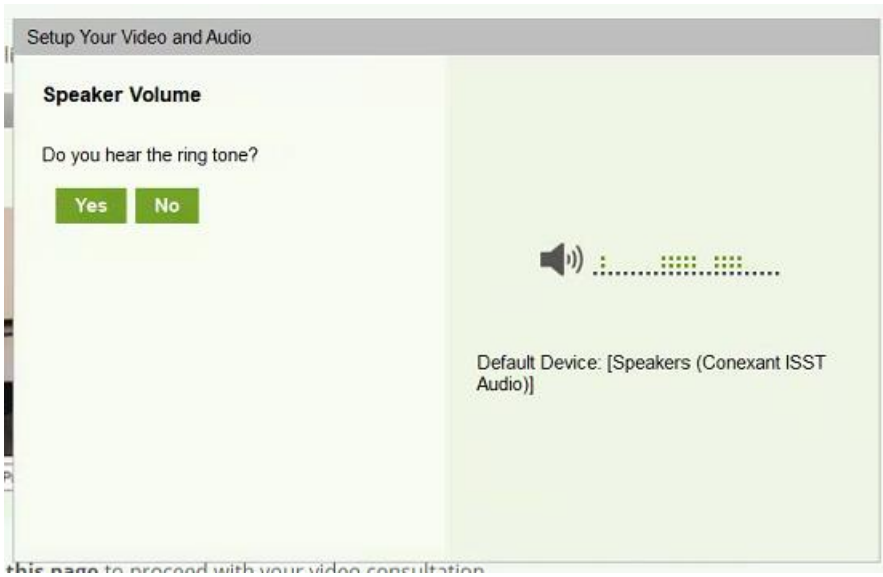 Setup Your Video and Audio
Speaker Volume
Do you hear the ring tone?
Yes No
Default Device: [Speakers (Conexant ISST
Audio)]
this page to proceed with your video consultation